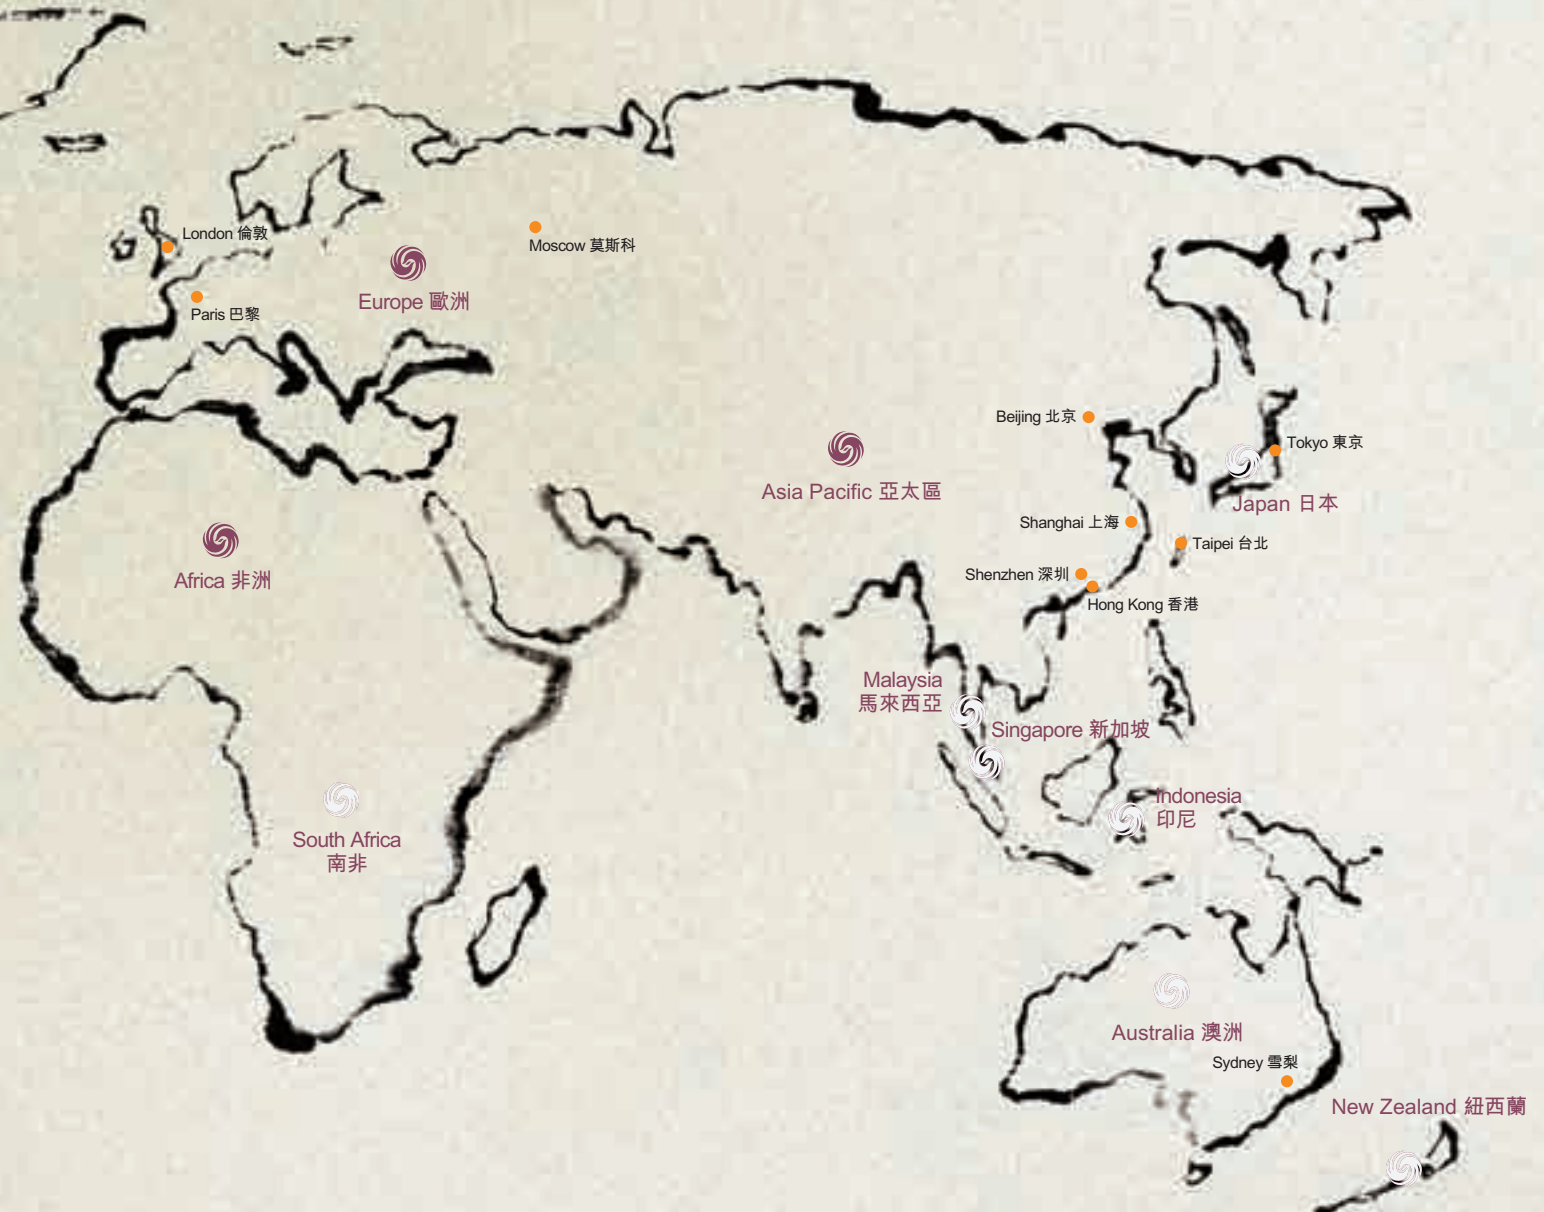 London 倫敦
Moscow 莫斯科
Europe 歐洲
Paris 巴黎
Beijing 北京
Tokyo 東京
Asia Pacific 亞太區
Japan 日本
Shanghai 上海
Taipei 台北
Africa 非洲
Shenzhen 深圳
Hong Kong 香港
Malaysia
馬來西亞
Singapore 新加坡
Indonesia
印尼
South Africa
南非
Australia 澳洲
Sydney 雪梨
New Zealand 紐西蘭